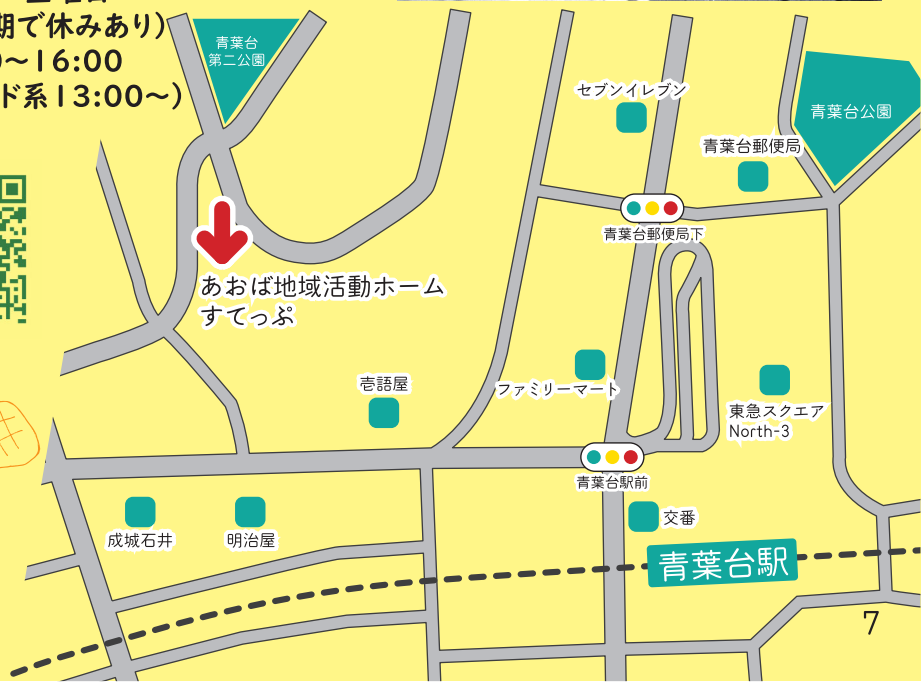 期で休みあり)
～16:00
ド系13:00～)
青葉台
第二公園
セブンイレブン
青葉台公園
青葉台郵便局
青葉台郵便局下
あおば地域活動ホーム
すてっぷ
壱語屋
ファミリーマート
東急スクエア
North-3
青葉台駅前
成城石井
明治屋
交番
青葉台駅
7